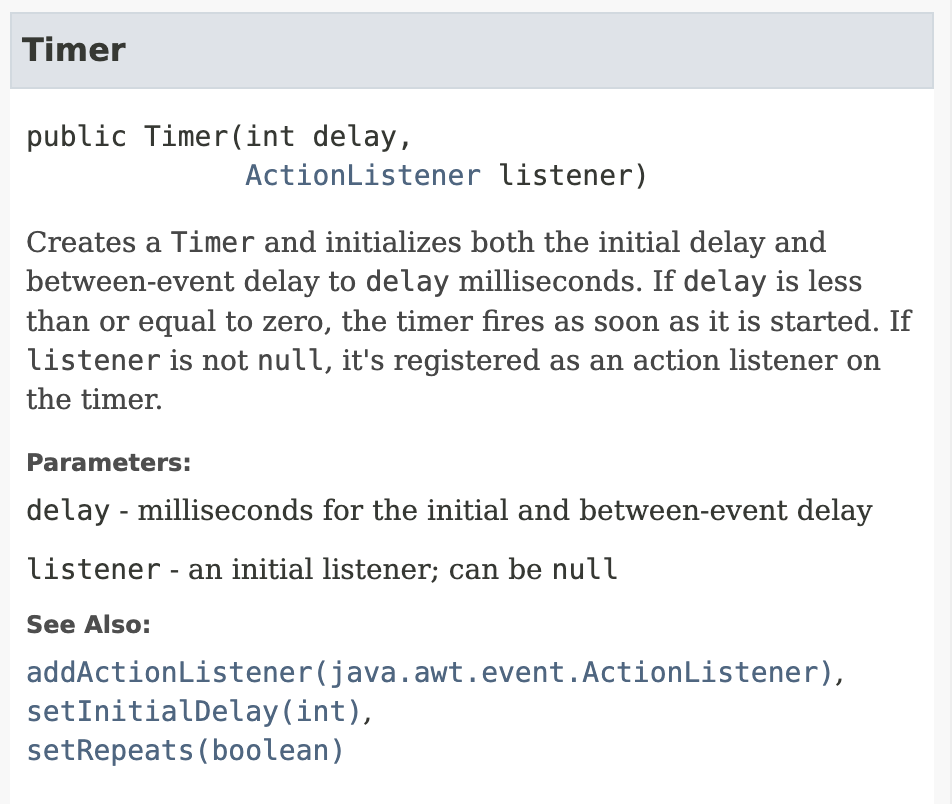 Timer
public Timer(int delay,
             ActionListener listener)
Creates a Timer and initializes both the initial delay and
between-event delay to delay milliseconds. If delay is less
than or equal to zero, the timer fires as soon as it is started. If
listener is not null, it's registered as an action listener on
the timer.
Parameters:
delay - milliseconds for the initial and between-event delay
listener - an initial listener; can be null
See Also:
addActionListener(java.awt.event.ActionListener),
setInitialDelay(int),
setRepeats(boolean)